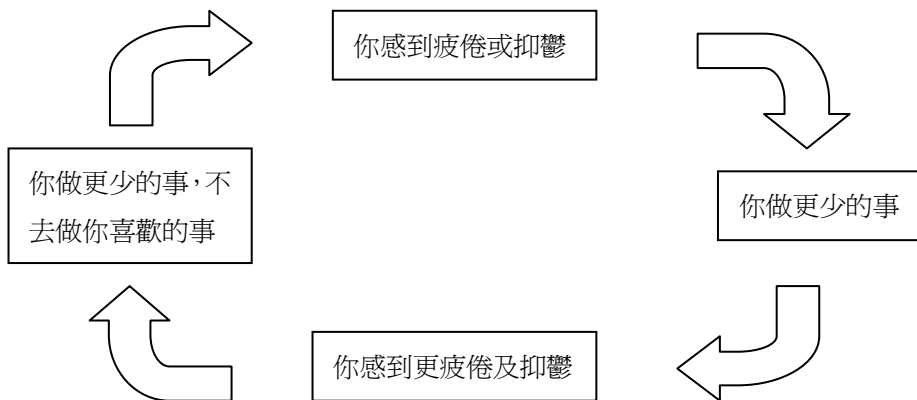 你感到疲倦或抑鬱
你做更少的事，不
去做你喜歡的事
你做更少的事
你感到更疲倦及抑鬱